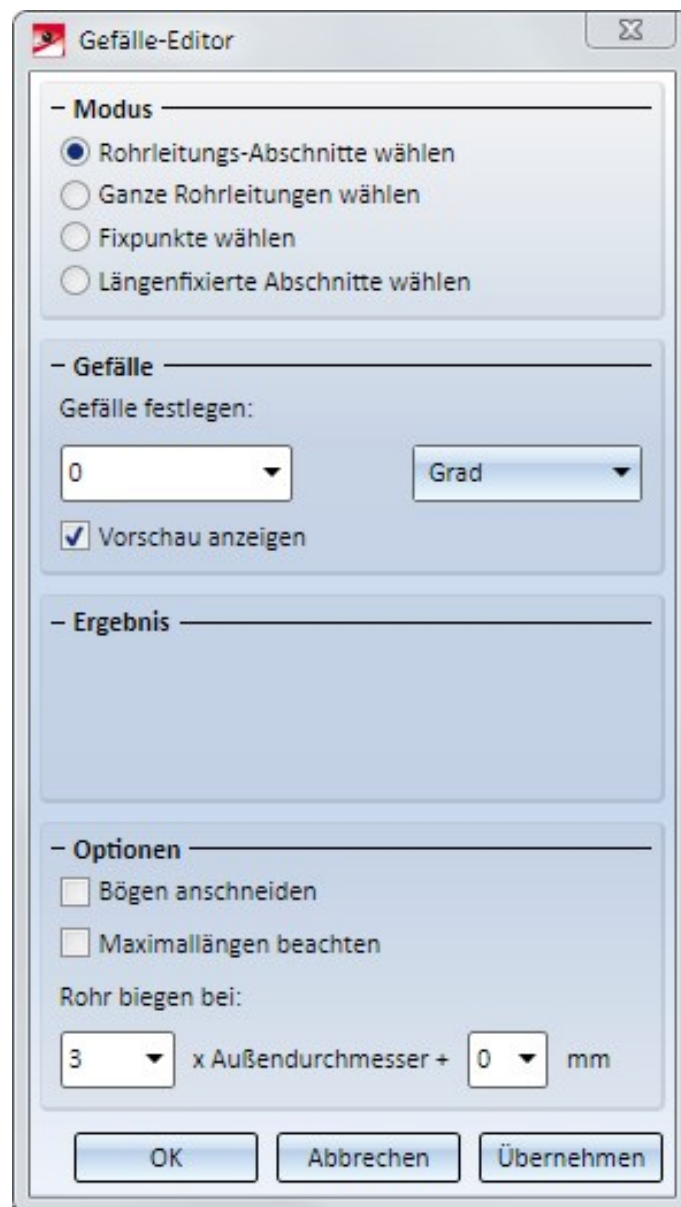 Gefälle-Editor
Modus
Rohrleitungs-Abschnitte wählen
Ganze Rohrleitungen wählen
Fixpunkte wählen
Längenfixierte Abschnitte wählen
Gefälle
Gefälle festlegen:
0 Grad
Vorschau anzeigen
Ergebnis
Optionen
Bögen anschneiden
Maximallängen beachten
Rohr biegen bei:
3 x Außendurchmesser + 0 mm
OK Abbrechen Übernehmen